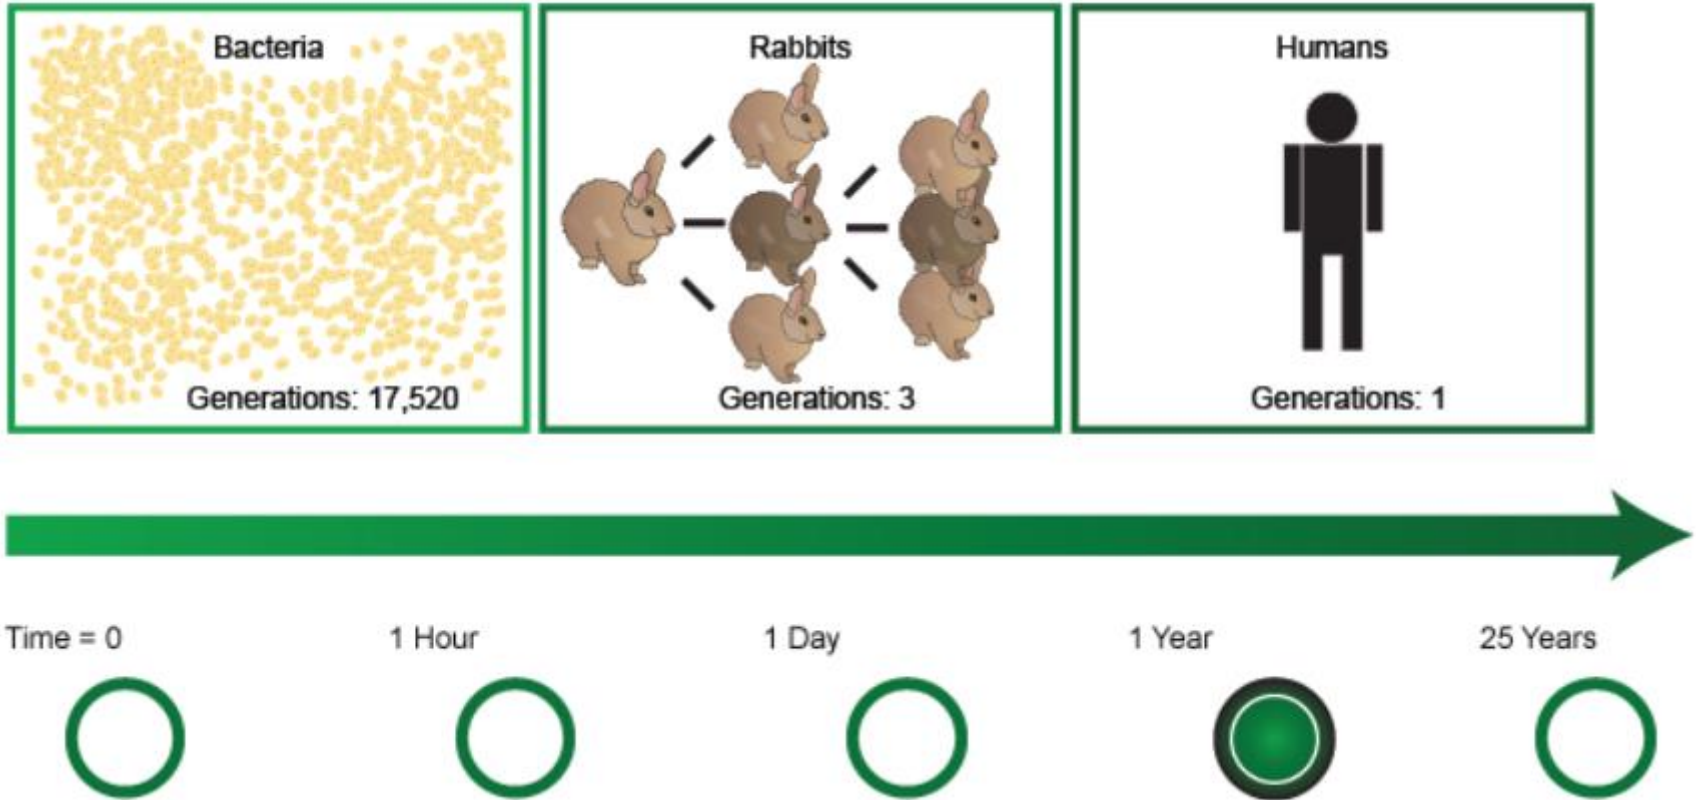 Bacteria
Generations: 17,520
Rabbits
Generations: 3
Humans
Generations: 1
Time = 0
1 Hour
1 Day
1 Year
25 Years